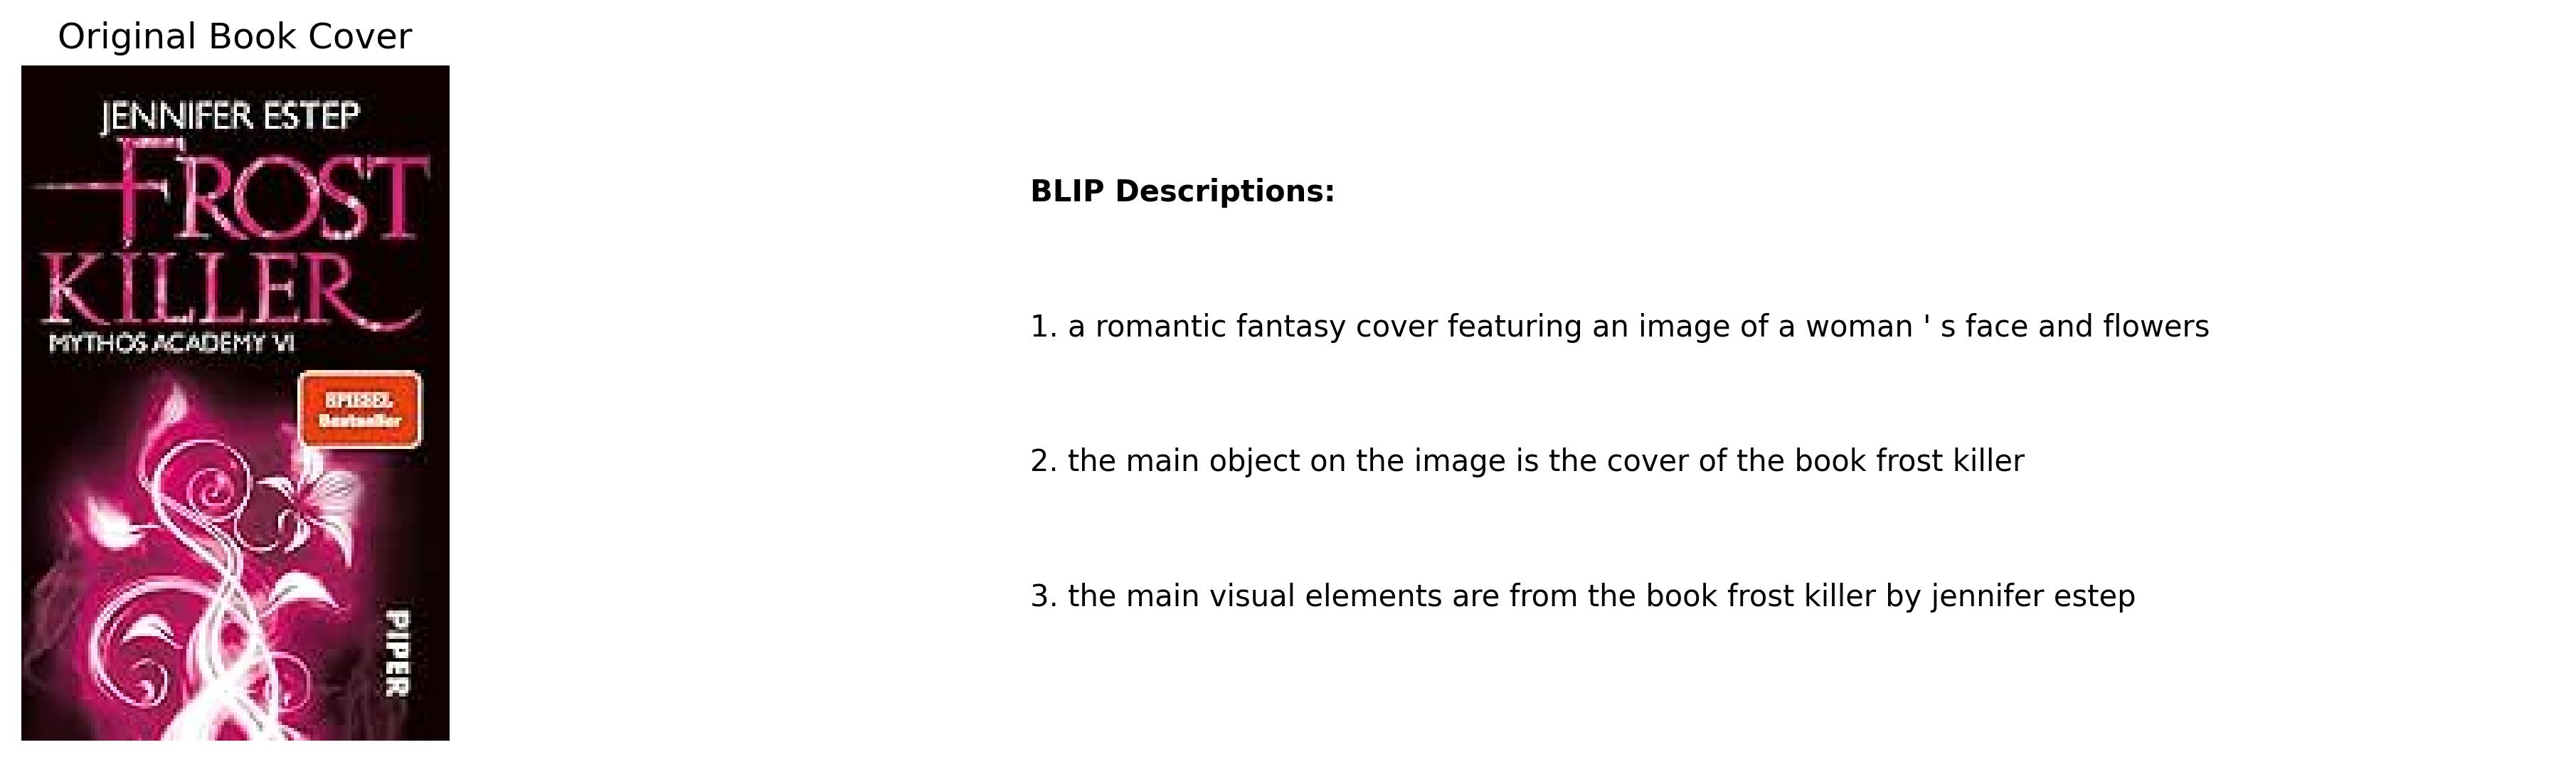 Original Book Cover
JENNIFER ESTEP
FROST
KILLER
MYTHOS ACADEMY VI
SPIEGEL
Bestseller
PIPER
BLIP Descriptions:
1. a romantic fantasy cover featuring an image of a woman ' s face and flowers
2. the main object on the image is the cover of the book frost killer
3. the main visual elements are from the book frost killer by jennifer estep